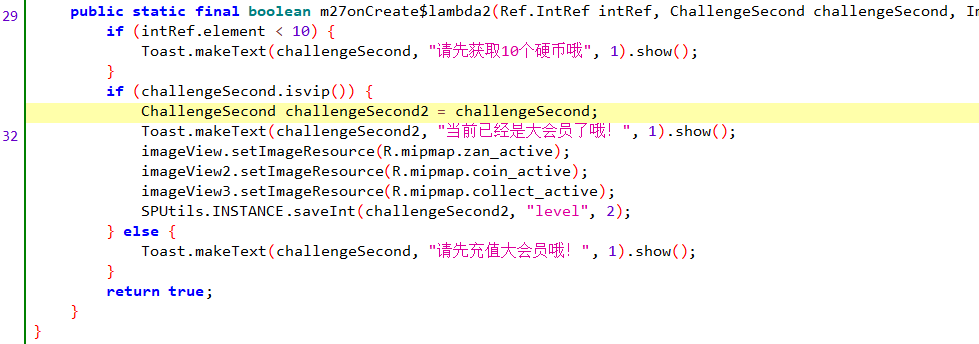 29 public static final boolean m27onCreate$lambda2(Ref.IntRef intRef, ChallengeSecond challengeSecond, In
if (intRef.element < 10) {
Toast.makeText(challengeSecond, "请先获取10个硬币哦", 1).show();
}
if (challengeSecond.isvip()) {
ChallengeSecond challengeSecond2 = challengeSecond;
32 Toast.makeText(challengeSecond2, "当前已经是大会员了哦！", 1).show();
imageView.setImageResource(R.mipmap.zan_active);
imageView2.setImageResource(R.mipmap.coin_active);
imageView3.setImageResource(R.mipmap.collect_active);
SPUtils.INSTANCE.saveInt(challengeSecond2, "level", 2);
} else {
Toast.makeText(challengeSecond, "请先充值大会员哦！", 1).show();
}
return true;
}
}